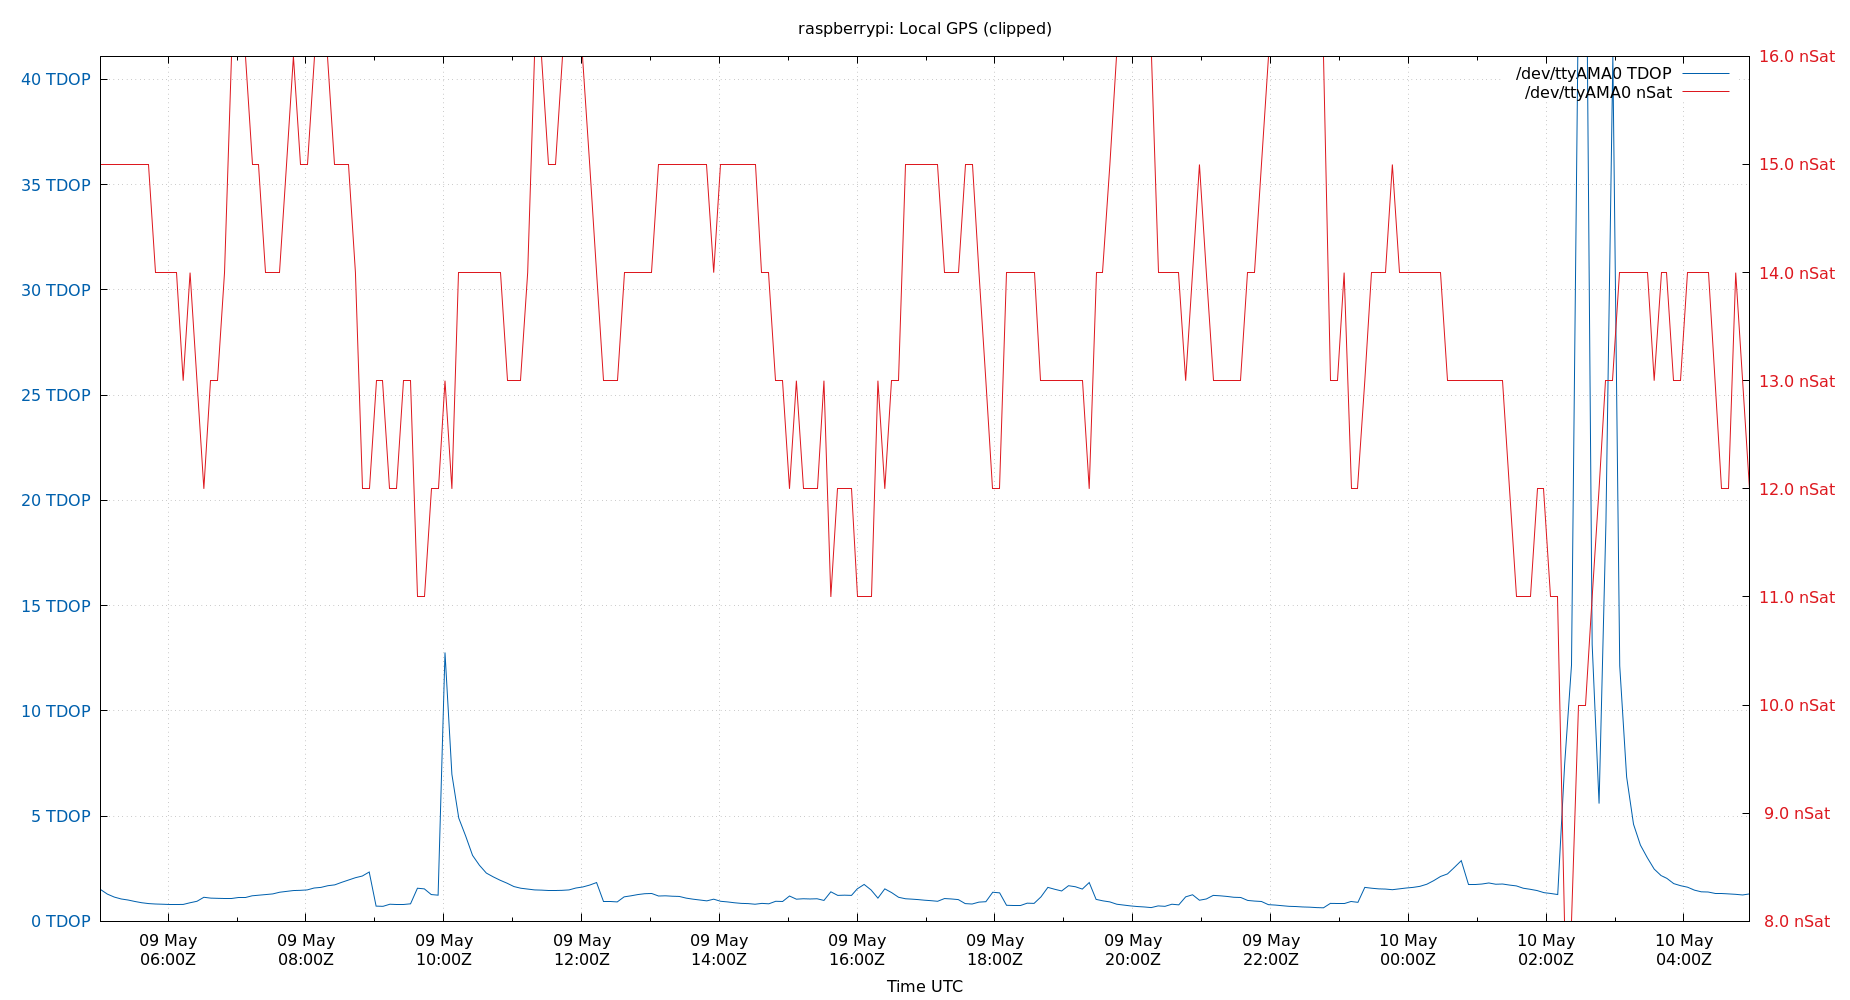 raspberrypi: Local GPS (clipped)
/dev/ttyAMA0 TDOP
/dev/ttyAMA0 nSat
40 TDOP
35 TDOP
30 TDOP
25 TDOP
20 TDOP
15 TDOP
10 TDOP
5 TDOP
0 TDOP
16.0 nSat
15.0 nSat
14.0 nSat
13.0 nSat
12.0 nSat
11.0 nSat
10.0 nSat
9.0 nSat
8.0 nSat
09 May
06:00Z
09 May
08:00Z
09 May
10:00Z
09 May
12:00Z
09 May
14:00Z
09 May
16:00Z
09 May
18:00Z
09 May
20:00Z
09 May
22:00Z
10 May
00:00Z
10 May
02:00Z
10 May
04:00Z
Time UTC